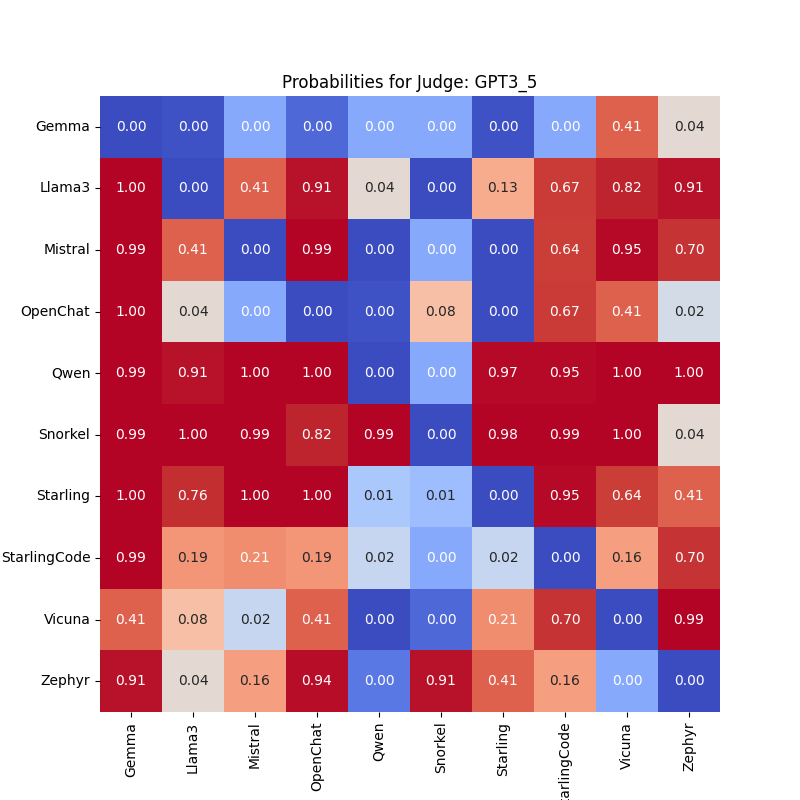 Probabilities for Judge: GPT3_5
Gemma 0.00 0.00 0.00 0.00 0.00 0.00 0.00 0.00 0.41 0.04
Llama3 1.00 0.00 0.41 0.91 0.04 0.00 0.13 0.67 0.82 0.91
Mistral 0.99 0.41 0.00 0.99 0.00 0.00 0.00 0.64 0.95 0.70
OpenChat 1.00 0.04 0.00 0.00 0.00 0.08 0.00 0.67 0.41 0.02
Qwen 0.99 0.91 1.00 1.00 0.00 0.00 0.97 0.95 1.00 1.00
Snorkel 0.99 1.00 0.99 0.82 0.99 0.00 0.98 0.99 1.00 0.04
Starling 1.00 0.76 1.00 1.00 0.01 0.01 0.00 0.95 0.64 0.41
StarlingCode 0.99 0.19 0.21 0.19 0.02 0.00 0.02 0.00 0.16 0.70
Vicuna 0.41 0.08 0.02 0.41 0.00 0.00 0.21 0.70 0.00 0.99
Zephyr 0.91 0.04 0.16 0.94 0.00 0.91 0.41 0.16 0.00 0.00
Gemma Llama3 Mistral OpenChat Qwen Snorkel Starling arlingCode Vicuna Zephyr